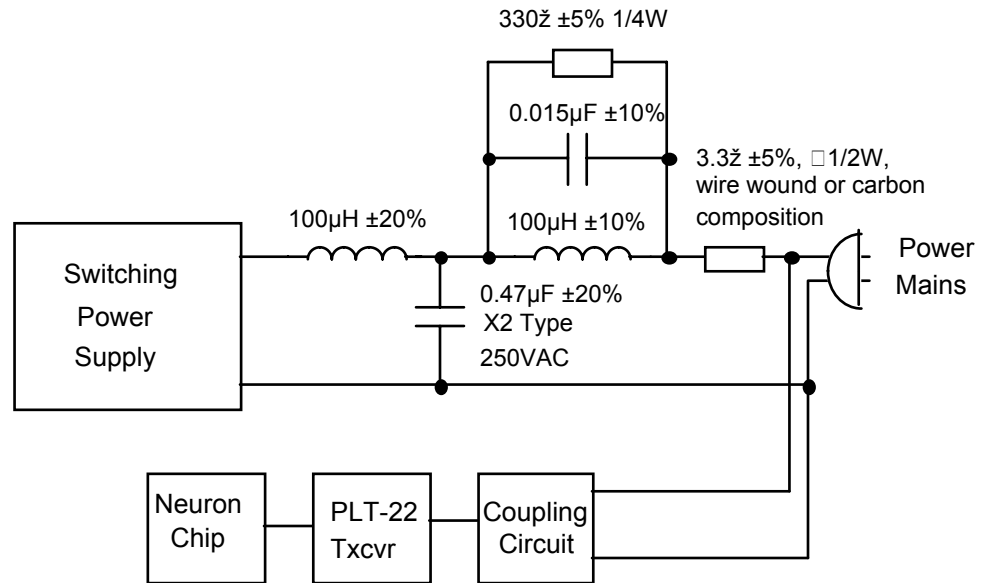 330ž ±5% 1/4W
0.015µF ±10%
3.3ž ±5%, □1/2W,
wire wound or carbon
composition
100µH ±20%
100µH ±10%
Power
Mains
Switching
Power
Supply
0.47µF ±20%
X2 Type
250VAC
Neuron
Chip
PLT-22
Txcvr
Coupling
Circuit